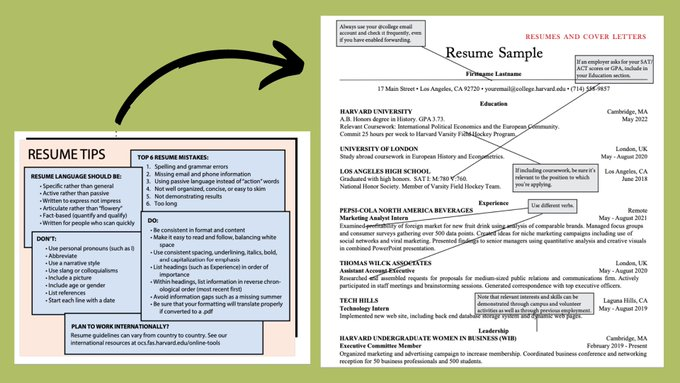 RESUME TIPS
RESUME LANGUAGE SHOULD BE:
• Specific rather than general
• Active rather than passive
• Written to express not impress
• Articulate rather than "flowery"
• Fact-based (quantify and qualify)
• Written for people who scan quickly
TOP 6 RESUME MISTAKES:
1. Spelling and grammar errors
2. Missing email and phone information
3. Using passive language instead of "action" words
4. Not well organized, concise, or easy to skim
5. Not demonstrating results
6. Too long
DON'T:
• Use personal pronouns (such as I)
• Abbreviate
• Use a narrative style
• Use slang or colloquialisms
• Include a picture
• Include age or gender
• List references
• Start each line with a date
DO:
• Be consistent in format and content
• Make it easy to read and follow, balancing white
space
• Use consistent spacing, underlining, italics, bold,
and capitalization for emphasis
• List headings (such as Experience) in order of
importance
• Within headings, list information in reverse chron-
ological order (most recent first)
• Avoid information gaps such as a missing summer
• Be sure that your formatting will translate properly
if converted to a .pdf
PLAN TO WORK INTERNATIONALLY?
Resume guidelines can vary from country to country. See our
international resources at ocs.fas.harvard.edu/online-tools
Always use your @college email
account and check it frequently, even
if you have enabled forwarding.
RESUMES AND COVER LETTERS
Resume Sample
If an employer asks for your SAT/
ACT scores or GPA, include in
your Education section.
Firstname Lastname
17 Main Street • Los Angeles, CA 92720 • youremail@college.harvard.edu • (714) 558-9857
Education
HARVARD UNIVERSITY Cambridge, MA
A.B. Honors degree in History. GPA 3.73. May 2022
Relevant Coursework: International Political Economics and the European Community.
Commit 25 hours per week to Harvard Varsity Field Hockey Program.
UNIVERSITY OF LONDON London, UK
Study abroad coursework in European History and Econometrics. May - August 2020
LOS ANGELES HIGH SCHOOL Los Angeles, CA
Graduated with high honors. SAT I: M:780 V:760. June 2018
National Honor Society. Member of Varsity Field Hockey Team.
If including coursework, be sure it's
relevant to the position to which
you're applying.
Experience
Use different verbs.
PEPSI-COLA NORTH AMERICA BEVERAGES Remote
Marketing Analyst Intern May - August 2021
Examined profitability of foreign market for new fruit drink using analysis of comparable brands. Managed focus groups
and consumer surveys gathering over 500 data points. Created ideas for niche marketing campaigns including use of
social networks and viral marketing. Presented findings to senior managers using quantitative analysis and creative visuals
in combined PowerPoint presentation.
THOMAS WILCK ASSOCIATES London, UK
Assistant Account Executive May - August 2020
Researched and assembled requests for proposals for medium-sized public relations and communications firm. Actively
participated in staff meetings and brainstorming sessions. Generated correspondence with top executive officers.
TECH HILLS Laguna Hills, CA
Technology Intern May - August 2019
Implemented new web site, including back end database storage system and dynamic web pages.
Note that relevant interests and skills can be
demonstrated through campus and volunteer
activities as well as through previous employment.
Leadership
HARVARD UNDERGRADUATE WOMEN IN BUSINESS (WIB) Cambridge, MA
Executive Committee Member February 2019 - Present
Organized marketing and advertising campaign to increase membership. Coordinated business conference and networking
reception for 50 business professionals and 500 students.